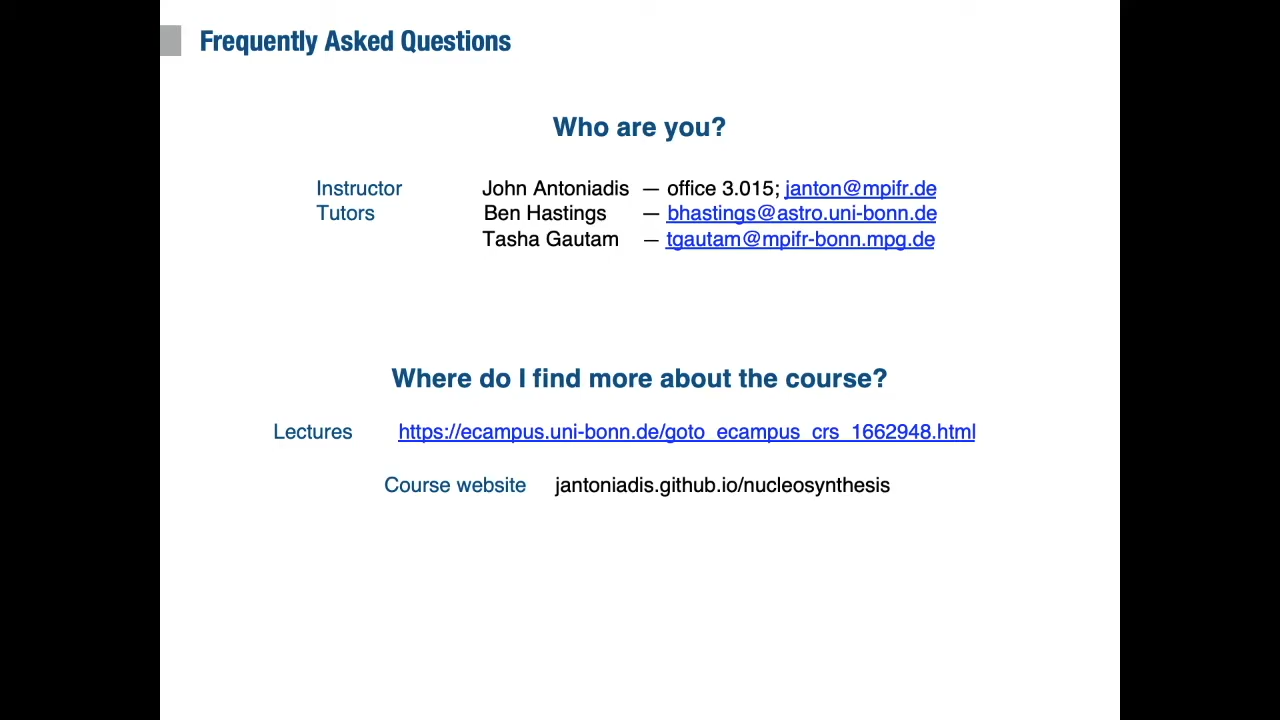 Frequently Asked Questions
Who are you?
Instructor John Antoniadis — office 3.015; janton@mpifr.de
Tutors Ben Hastings — bhastings@astro.uni-bonn.de
Tasha Gautam — tgautam@mpifr-bonn.mpg.de
Where do I find more about the course?
Lectures https://ecampus.uni-bonn.de/goto_ecampus_crs_1662948.html
Course website jantoniadis.github.io/nucleosynthesis